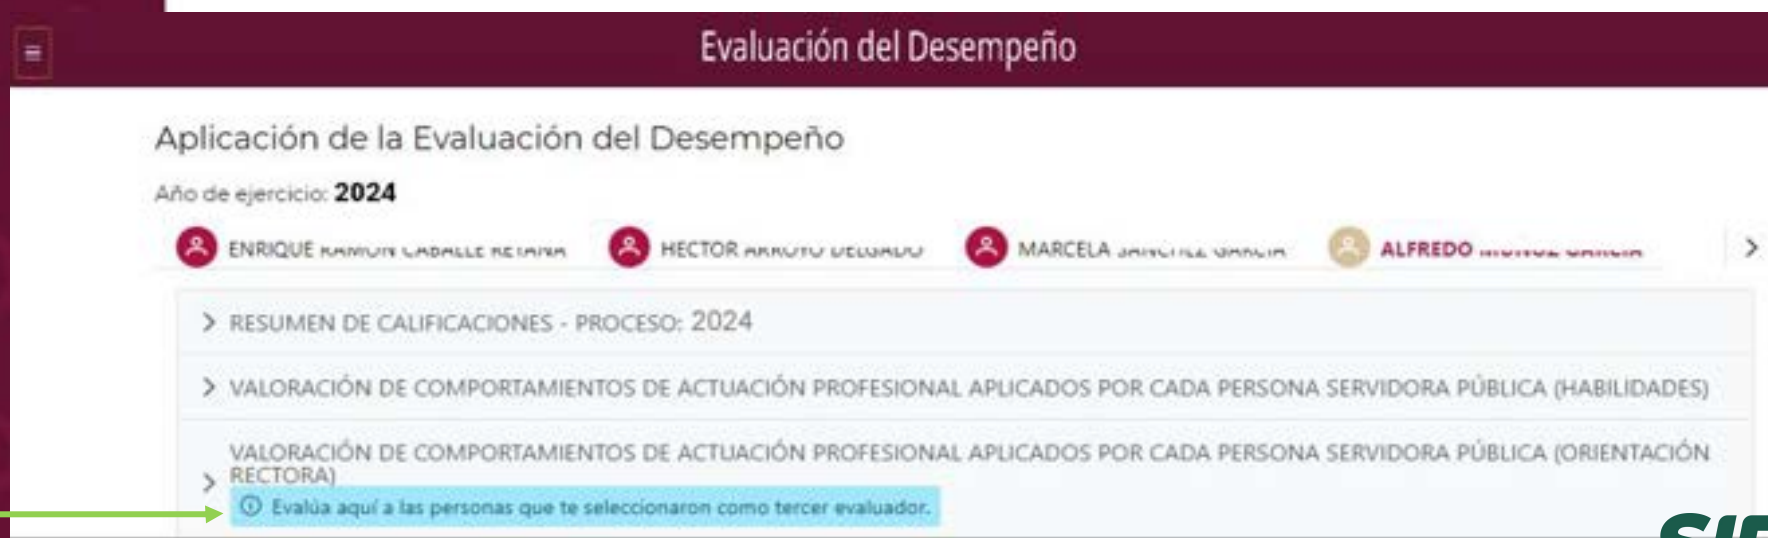 Evaluación del Desempeño
Aplicación de la Evaluación del Desempeño
Año de ejercicio: 2024
ENRIQUE HECTOR MARCELA ALFREDO
RESUMEN DE CALIFICACIONES - PROCESO: 2024
VALORACIÓN DE COMPORTAMIENTOS DE ACTUACIÓN PROFESIONAL APLICADOS POR CADA PERSONA SERVIDORA PÚBLICA (HABILIDADES)
VALORACIÓN DE COMPORTAMIENTOS DE ACTUACIÓN PROFESIONAL APLICADOS POR CADA PERSONA SERVIDORA PÚBLICA (ORIENTACIÓN
RECTORA)
Evalúa aquí a las personas que te seleccionaron como tercer evaluador.